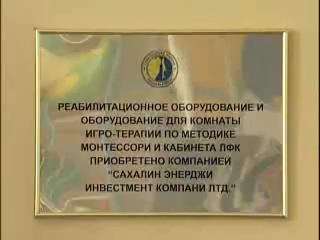 РЕАБИЛИТАЦИОННОЕ ОБОРУДОВАНИЕ И
ОБОРУДОВАНИЕ ДЛЯ КОМНАТЫ
ИГРО-ТЕРАПИИ ПО МЕТОДИКЕ
МОНТЕССОРИ И КАБИНЕТА ЛФК
ПРИОБРЕТЕНО КОМПАНИЕЙ
"САХАЛИН ЭНЕРДЖИ
ИНВЕСТМЕНТ КОМПАНИ ЛТД."